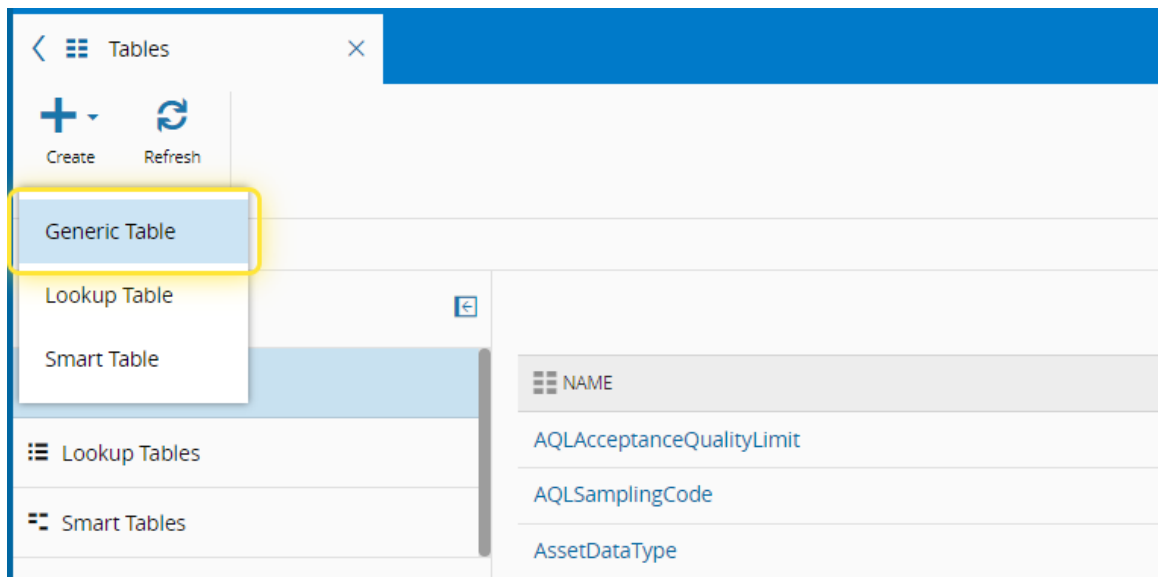 Tables
Create Refresh
Generic Table
Lookup Table
Smart Table
NAME
Lookup Tables
AQLAcceptanceQualityLimit
AQLSamplingCode
Smart Tables
AssetDataType